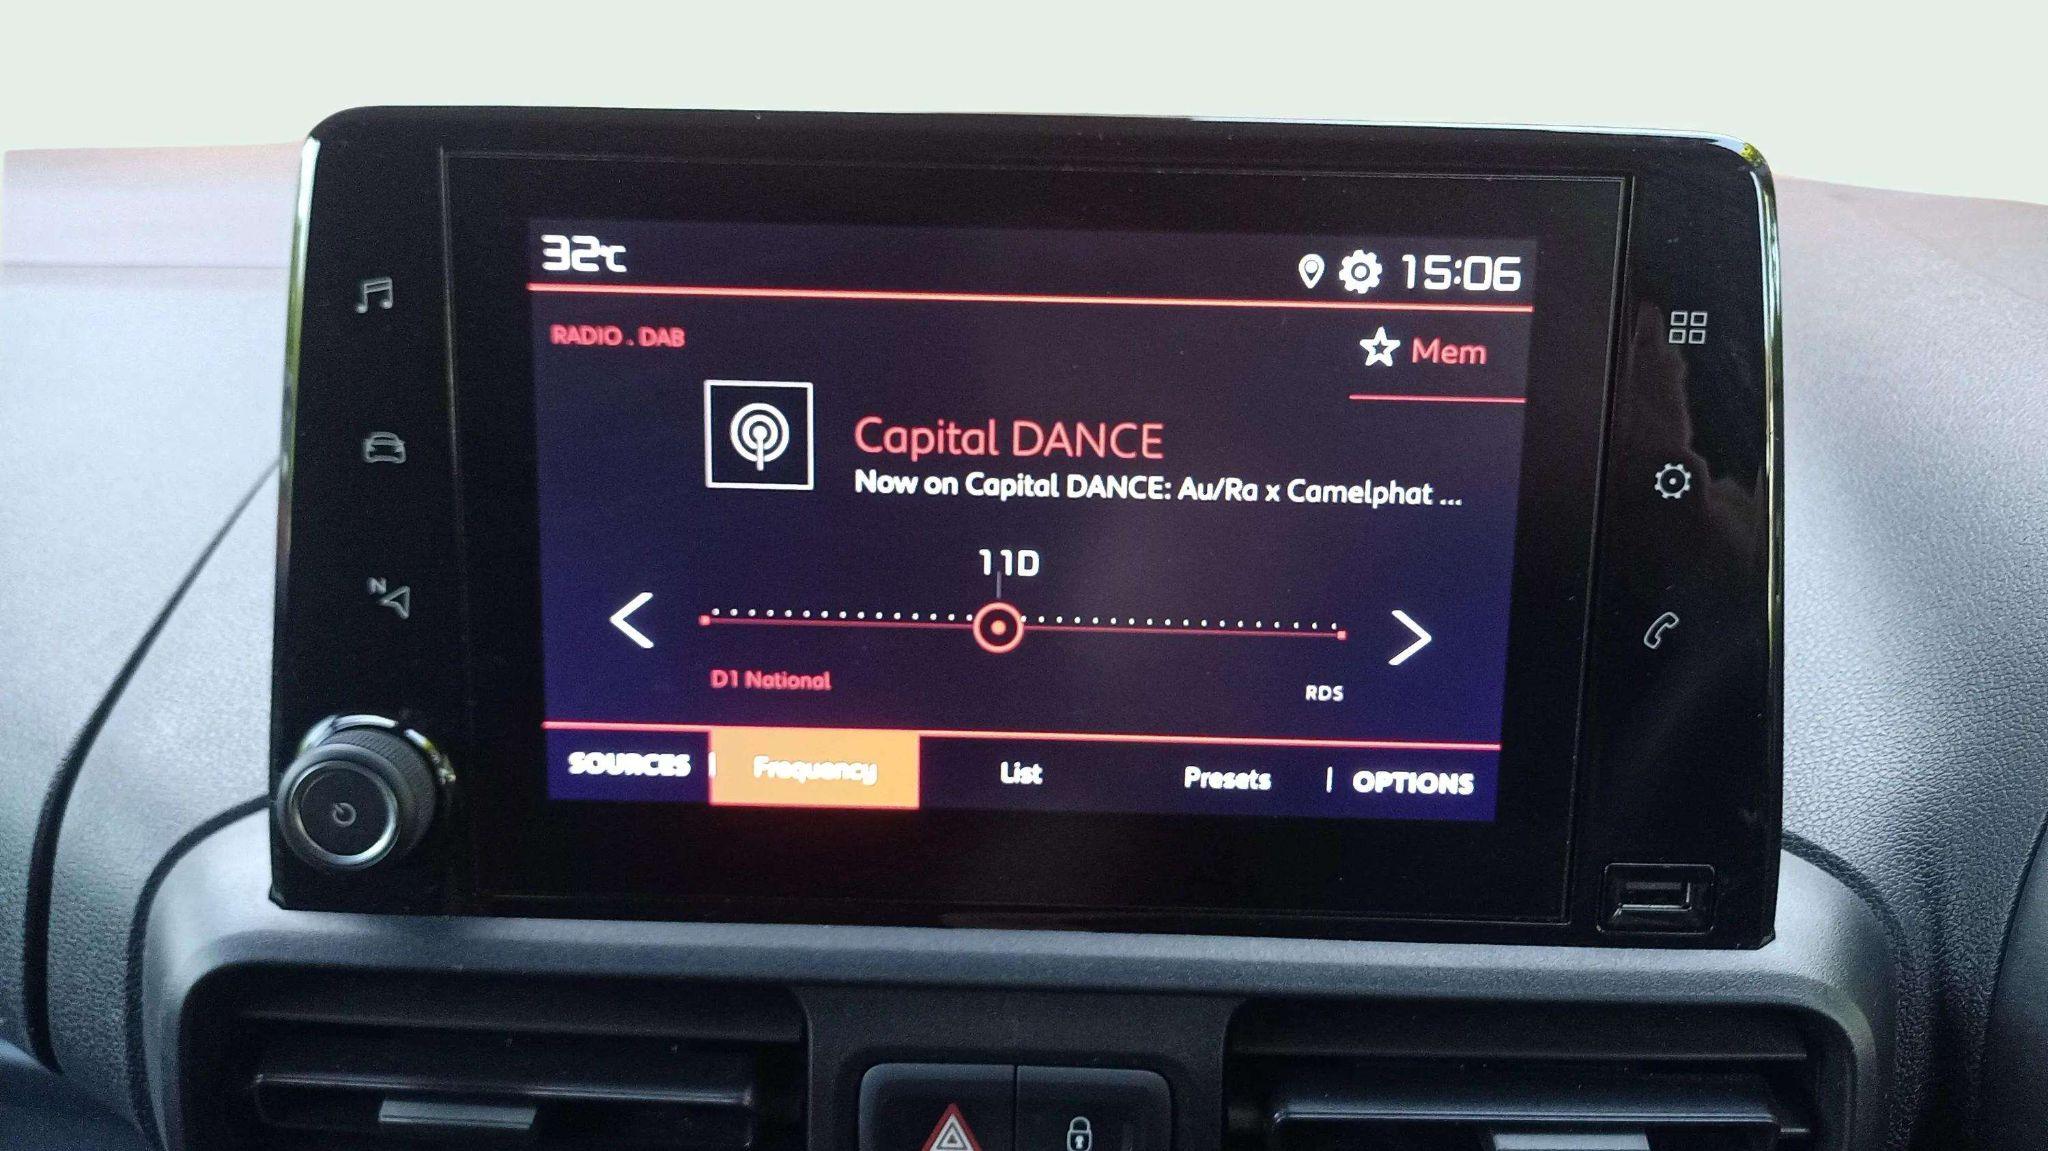 32°C 15:06
RADIO . DAB
Mem
Capital DANCE
Now on Capital DANCE: Au/Ra x Camelphat ...
11D
N
D1 National RDS
SOURCES | Frequency List Presets | OPTIONS